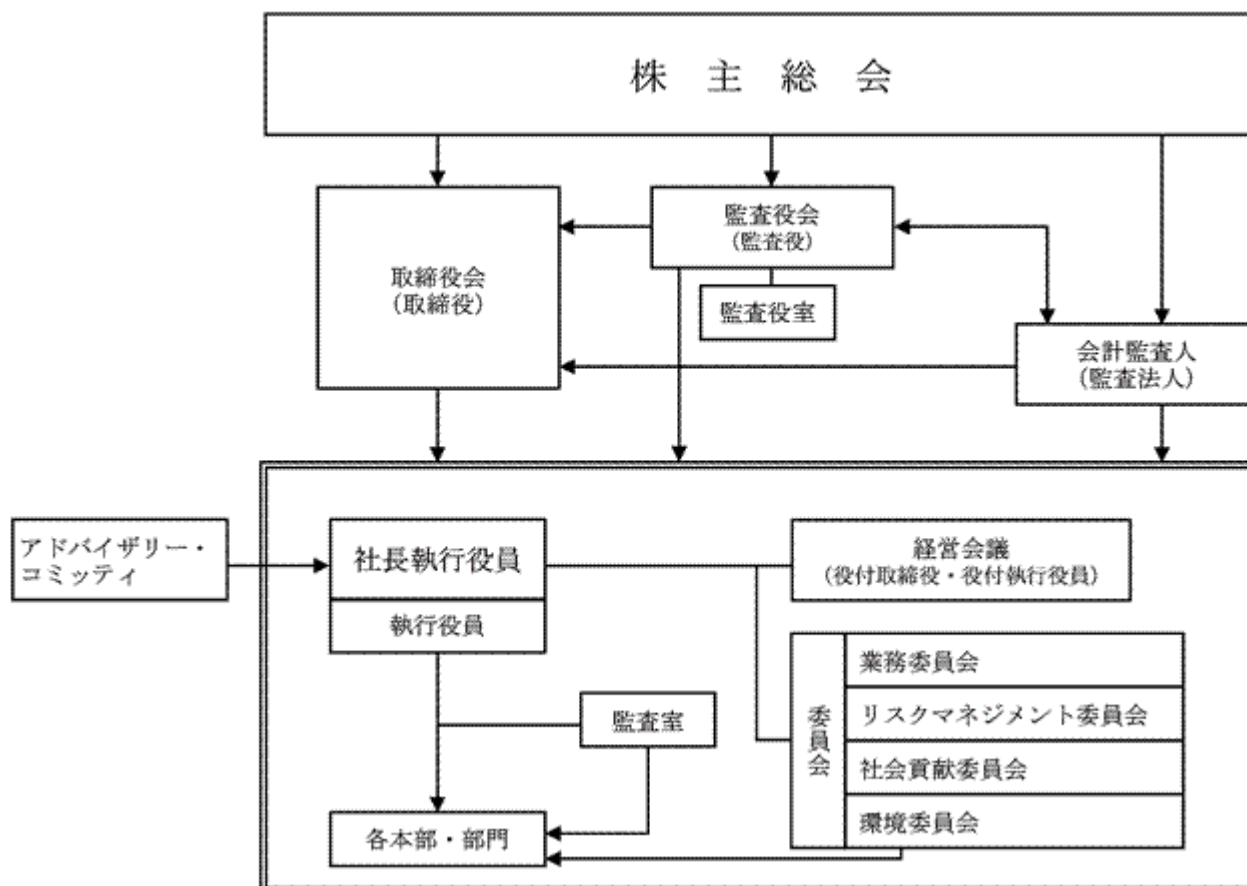 株主総会
監査役会
(監査役)
取締役会
(取締役)
監査役室
会計監査人
(監査法人)
アドバイザリー・
コミッティ
社長執行役員
執行役員
経営会議
(役付取締役・役付執行役員)
監査室
委員会
業務委員会
リスクマネジメント委員会
社会貢献委員会
環境委員会
各本部・部門